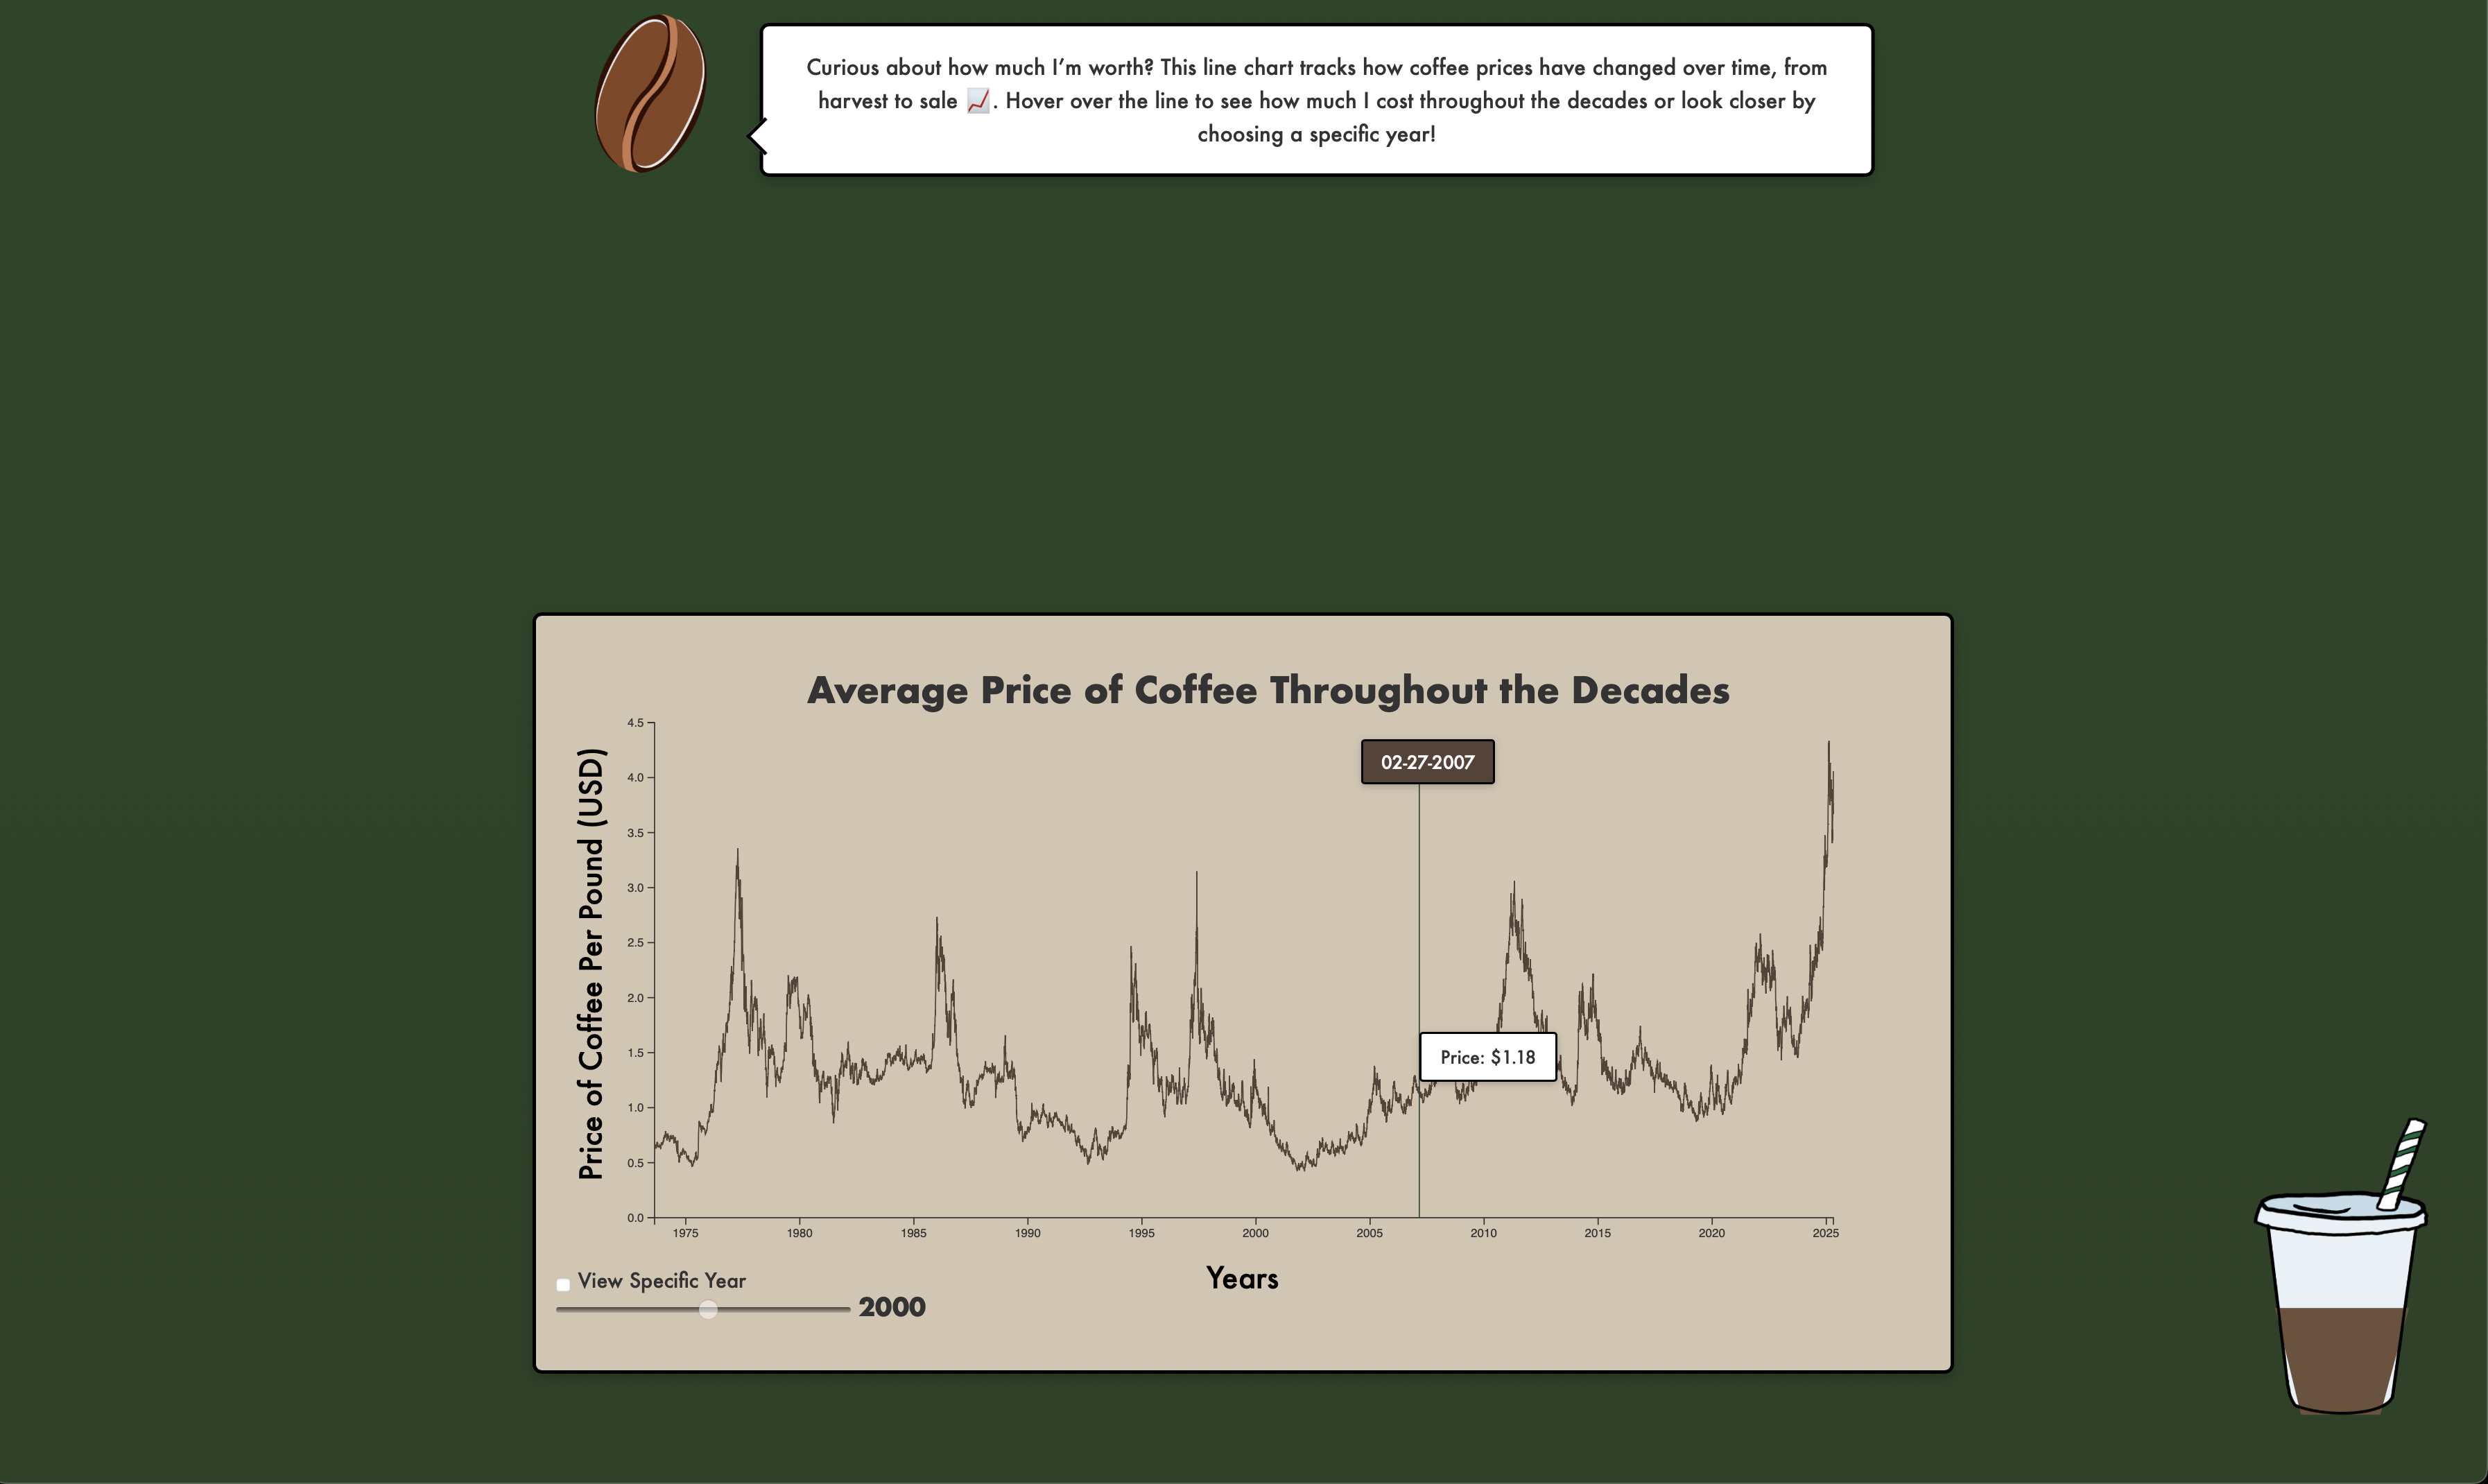 Curious about how much I’m worth? This line chart tracks how coffee prices have changed over time, from
harvest to sale 📈. Hover over the line to see how much I cost throughout the decades or look closer by
choosing a specific year!
Average Price of Coffee Throughout the Decades
Price of Coffee Per Pound (USD)
4.5
4.0
3.5
3.0
2.5
2.0
1.5
1.0
0.5
0.0
02-27-2007
Price: $1.18
1975 1980 1985 1990 1995 2000 2005 2010 2015 2020 2025
Years
View Specific Year
2000